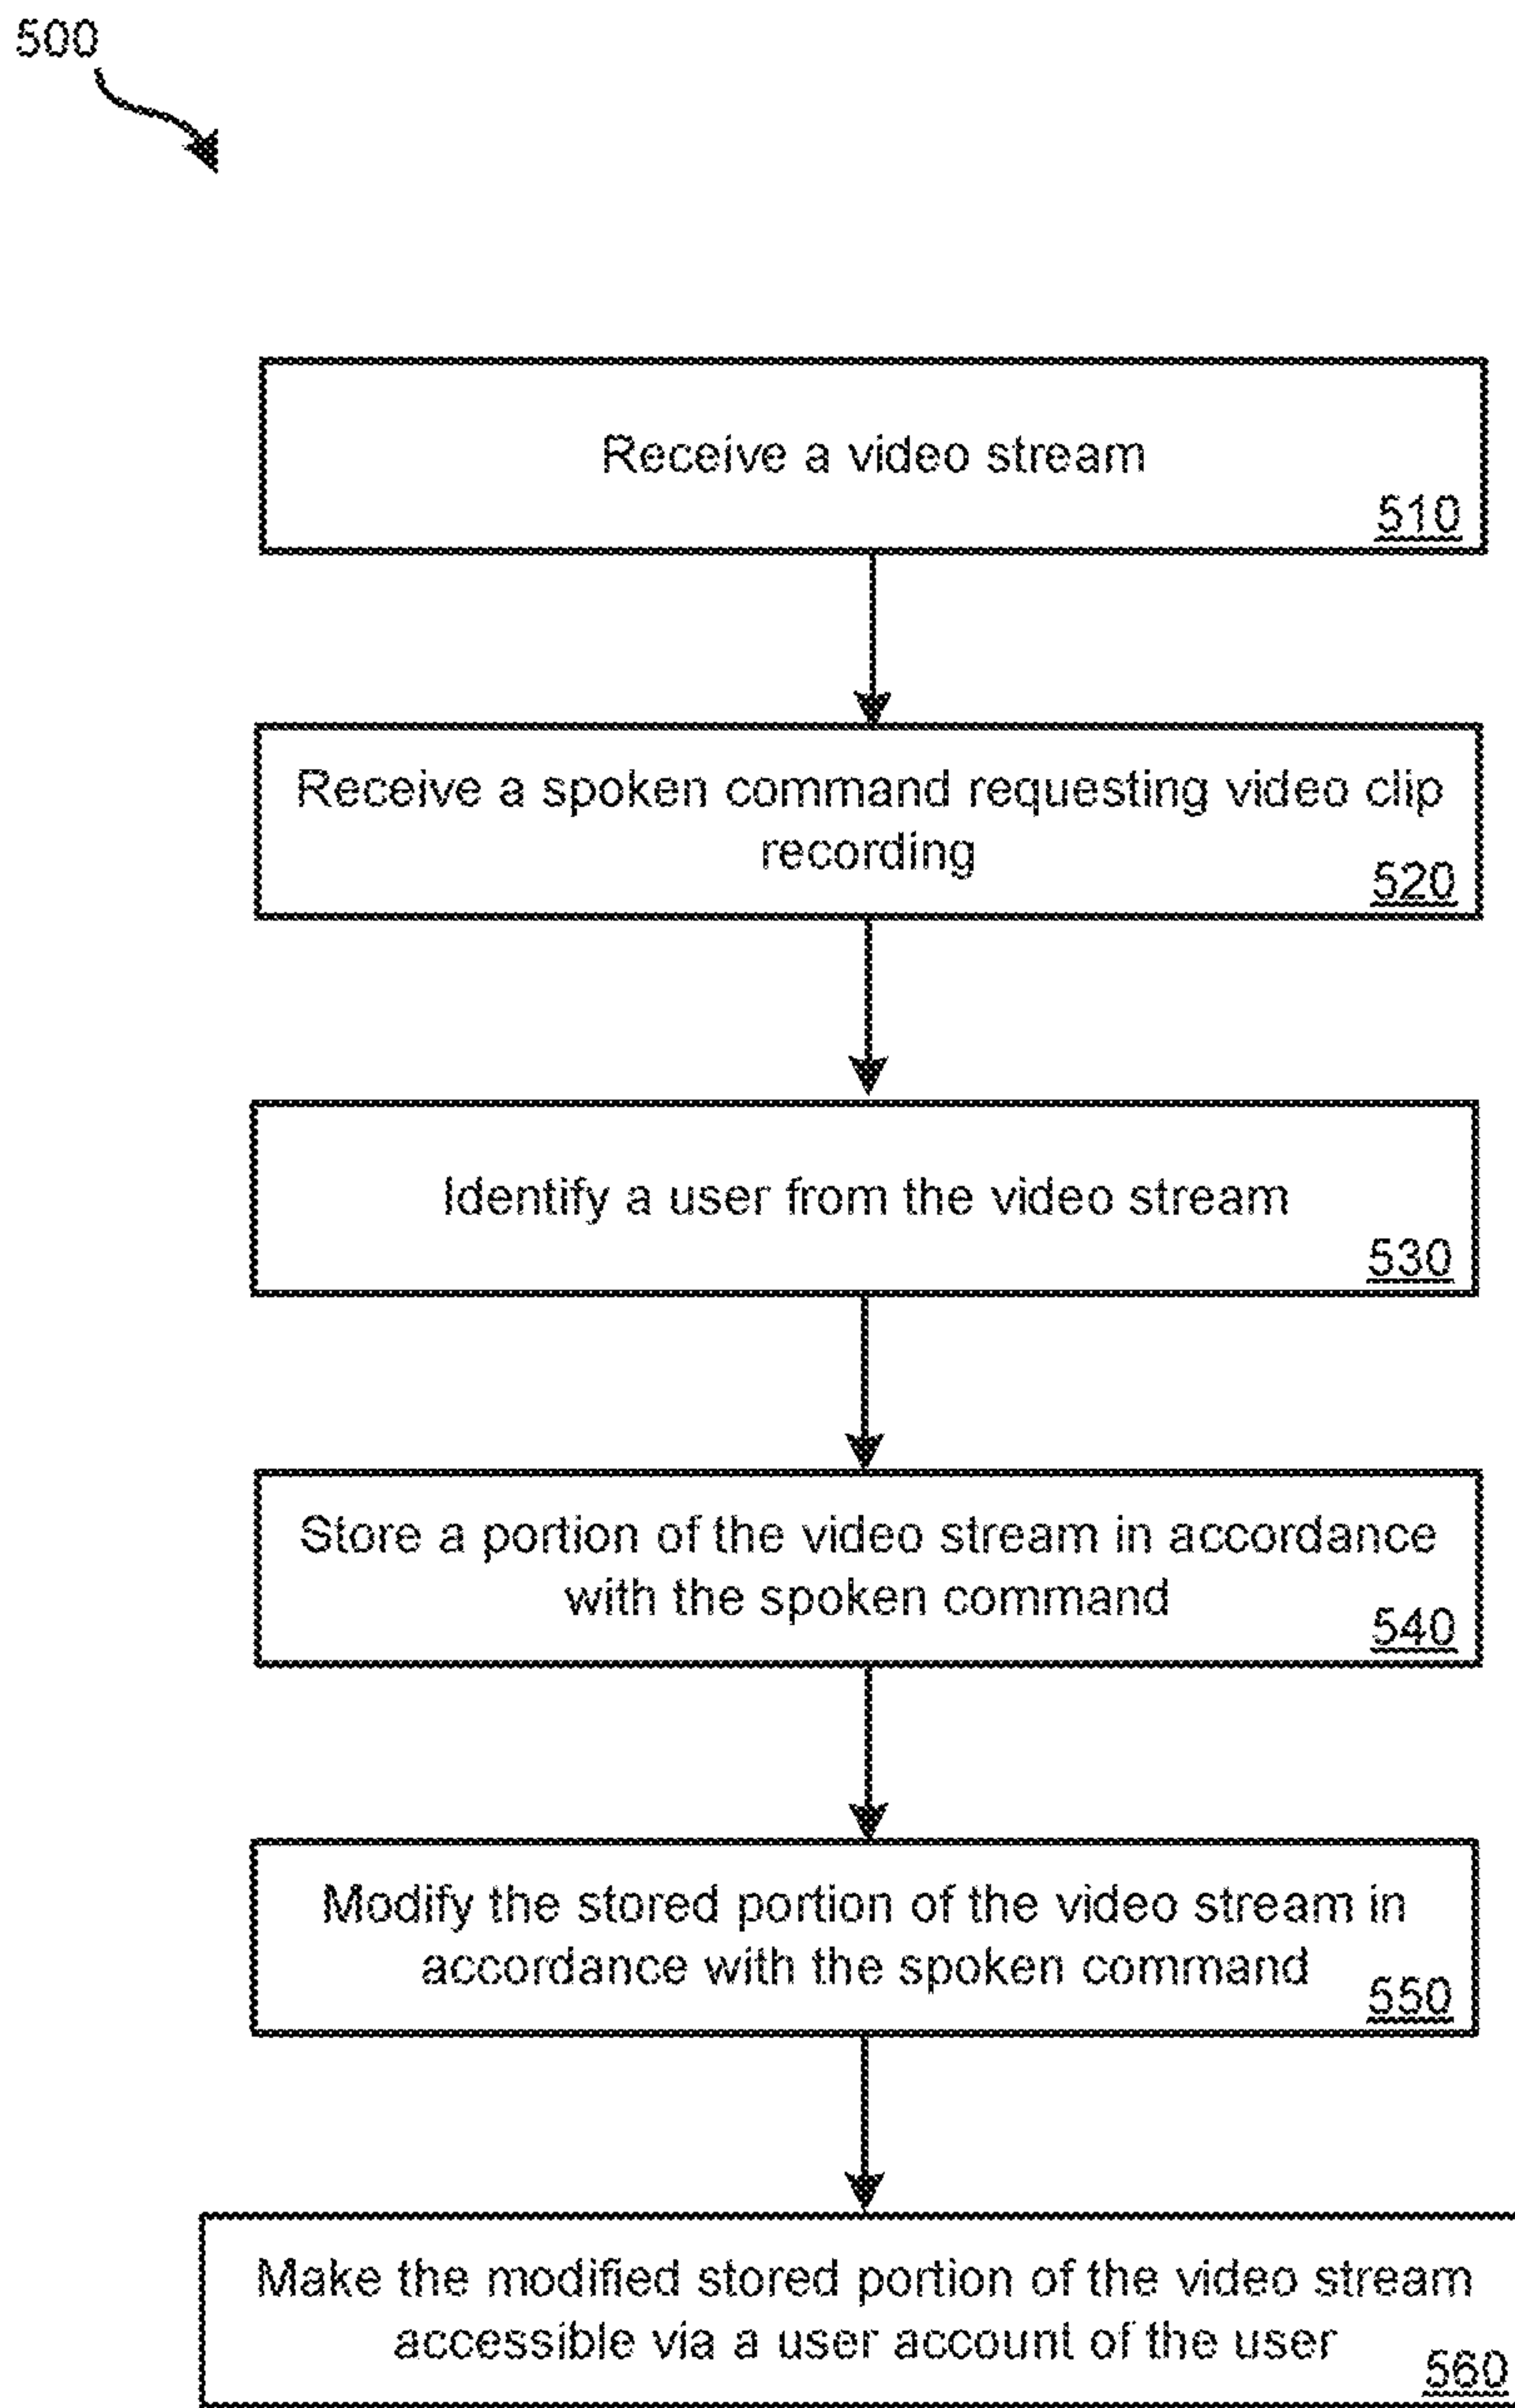 500
Receive a video stream
510
Receive a spoken command requesting video clip
recording
520
Identify a user from the video stream
530
Store a portion of the video stream in accordance
with the spoken command
540
Modify the stored portion of the video stream in
accordance with the spoken command
550
Make the modified stored portion of the video stream
accessible via a user account of the user
560